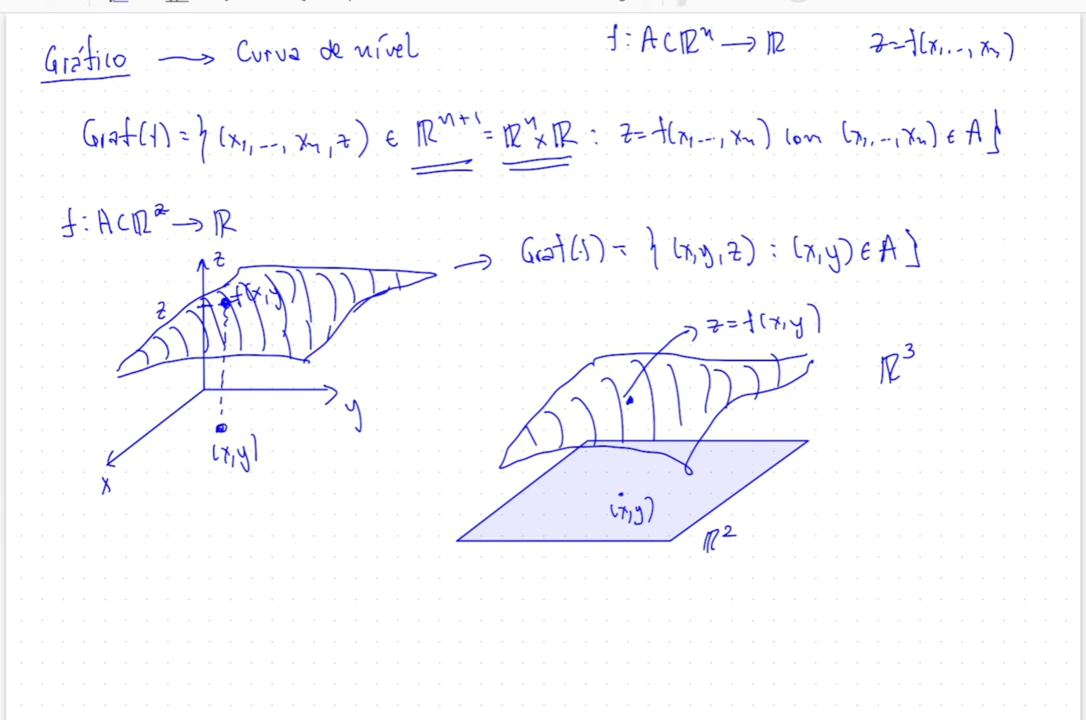 Gráfico → Curva de nível f: A⊂ℝⁿ → ℝ z=f(x₁,..,xₙ)
Graf(f)={ (x₁,--,xₙ,z) ∈ ℝⁿ⁺¹=ℝⁿ×ℝ : z=f(x₁,--,xₙ) con (x₁,--,xₙ)∈A}
f: A⊂ℝ² → ℝ
→ Graf(f)= { (x,y,z) : (x,y)∈A}
z
z f(x,y)
y
(x,y)
x
z=f(x,y)
ℝ³
(x,y)
ℝ²